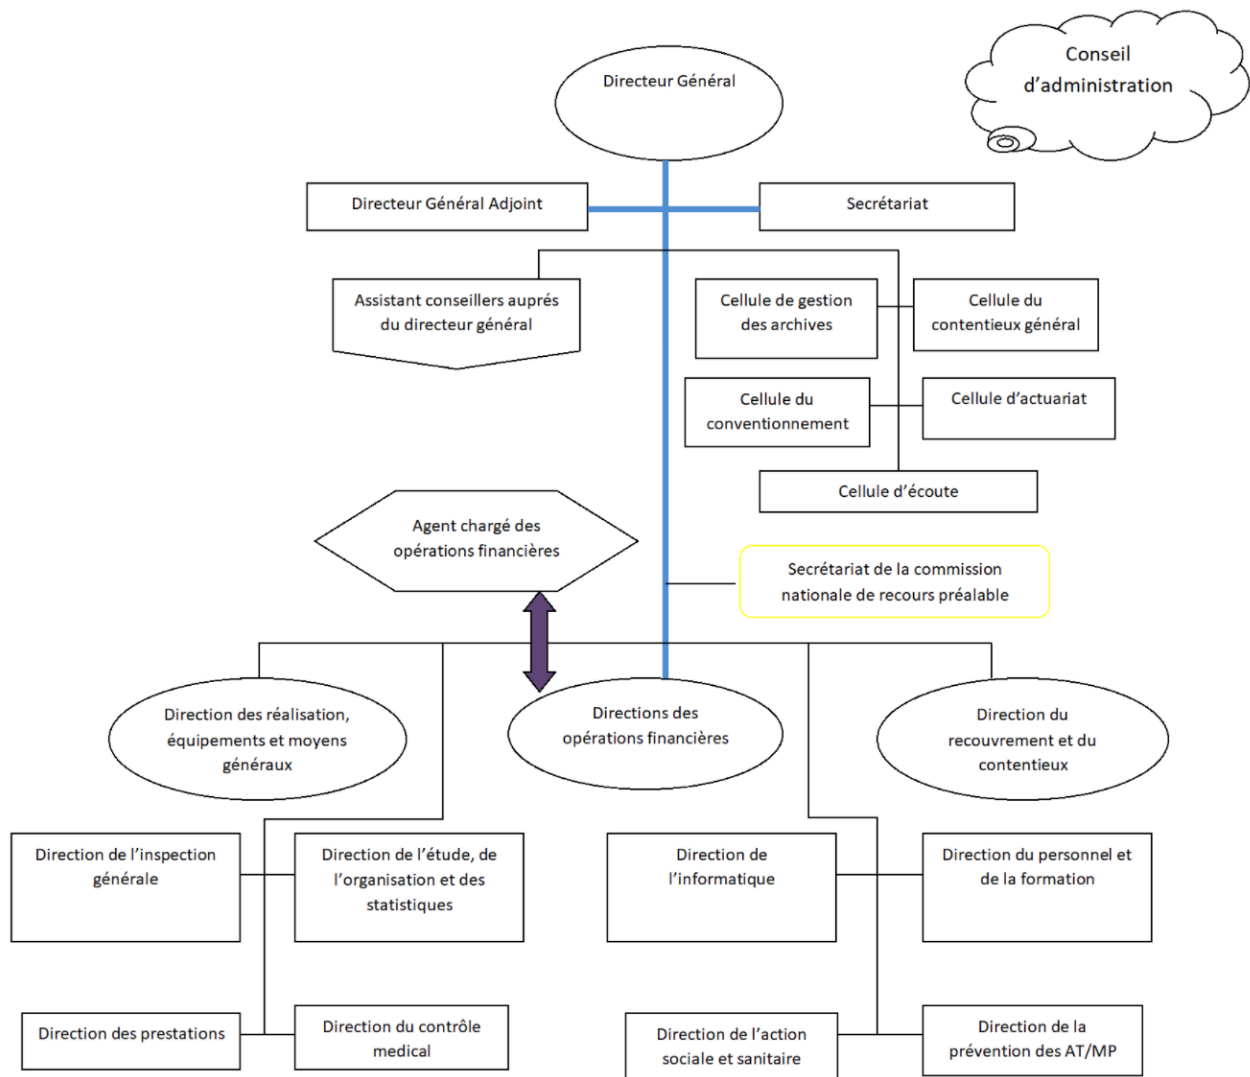 Conseil
d’administration
Directeur Général
Directeur Général Adjoint
Secrétariat
Assistant conseillers auprés
du directeur général
Cellule de gestion
des archives
Cellule du
contentieux général
Cellule du
conventionnement
Cellule d’actuariat
Cellule d’écoute
Agent chargé des
opérations financières
Secrétariat de la commission
nationale de recours préalable
Direction des réalisation,
équipements et moyens
généraux
Directions des
opérations financières
Direction du
recouvrement et du
contentieux
Direction de l’inspection
générale
Direction de l’étude, de
l’organisation et des
statistiques
Direction de
l’informatique
Direction du personnel et
de la formation
Direction des prestations
Direction du contrôle
medical
Direction de l’action
sociale et sanitaire
Direction de la
prévention des AT/MP